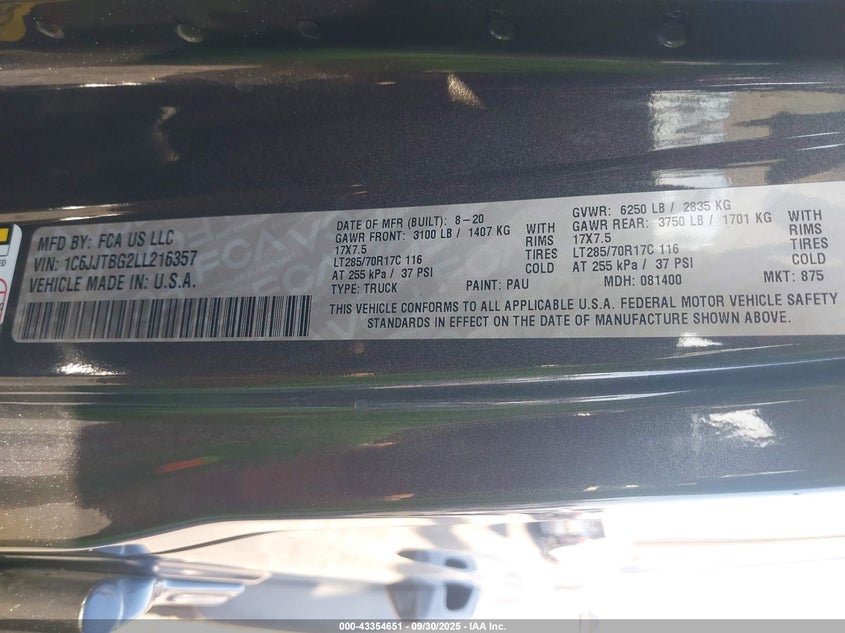 MFD BY: FCA US LLC
VIN: 1C6JJTBG2LL216357
VEHICLE MADE IN: U.S.A.
DATE OF MFR (BUILT): 8-20
GAWR FRONT: 3100 LB / 1407 KG WITH
17X7.5 RIMS
LT285/70R17C 116 TIRES
AT 255 kPa / 37 PSI COLD
TYPE: TRUCK PAINT: PAU
GVWR: 6250 LB / 2835 KG
GAWR REAR: 3750 LB / 1701 KG WITH
17X7.5 RIMS
LT285/70R17C 116 TIRES
AT 255 kPa / 37 PSI COLD
MDH: 081400 MKT: 875
THIS VEHICLE CONFORMS TO ALL APPLICABLE U.S.A. FEDERAL MOTOR VEHICLE SAFETY
STANDARDS IN EFFECT ON THE DATE OF MANUFACTURE SHOWN ABOVE.
000-43354651 - 09/30/2025 - IAA Inc.